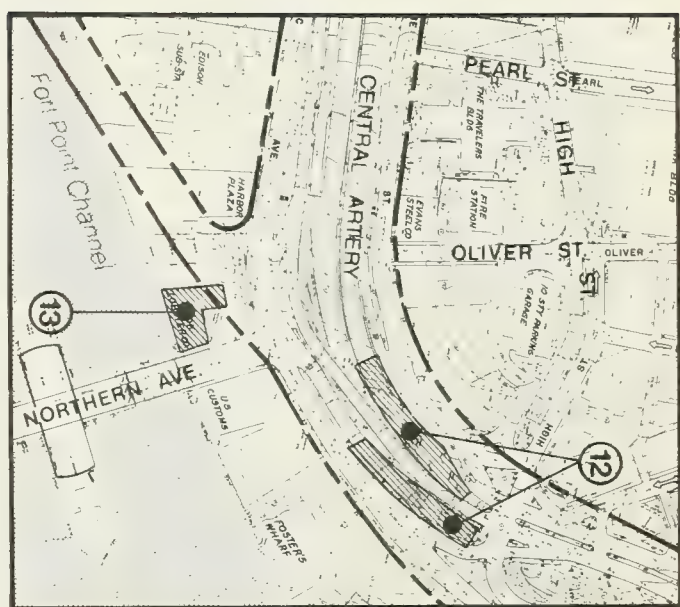 PEARL ST
PEARL
CENTRAL ARTERY
THE TRAVELERS
BLDG
HIGH ST
EDISON
SUB-STA
Fort Point Channel
AVE.
HARBOR
PLAZA
ST.
EVANS
STEEL CO
FIRE
STATION
OLIVER ST.
OLIVER
10 STY PARKING
GARAGE
ST
13
NORTHERN AVE
U.S.
CUSTOMS
HIGH
12
FOSTER'S
WHARF